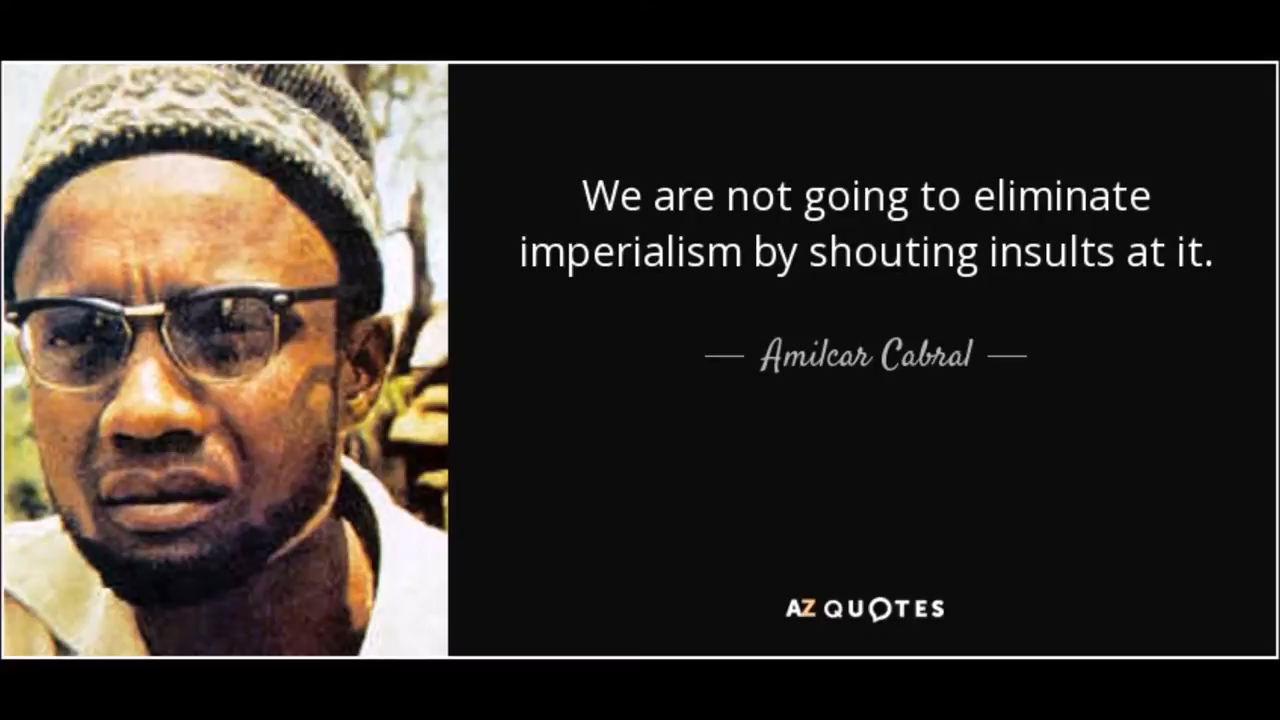 We are not going to eliminate
imperialism by shouting insults at it.
— Amilcar Cabral —
AZ QUOTES